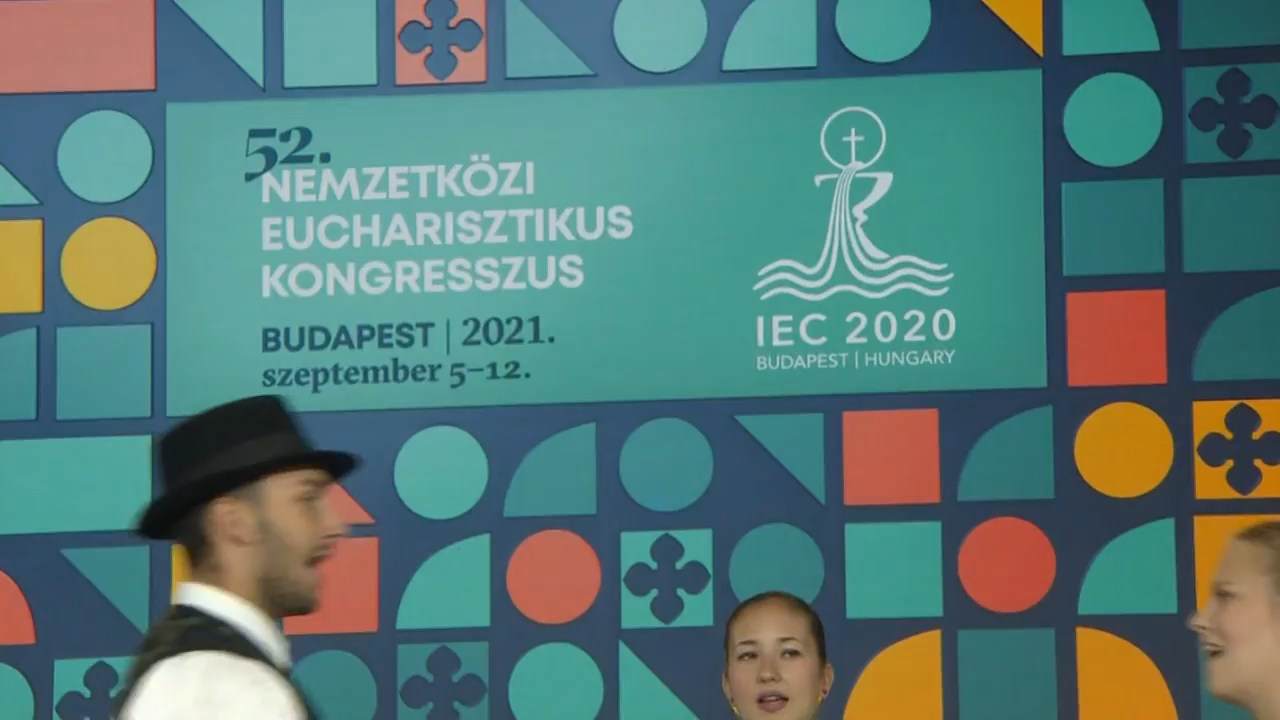 52.
NEMZETKÖZI
EUCHARISZTIKUS
KONGRESSZUS
BUDAPEST | 2021.
szeptember 5–12.
IEC 2020
BUDAPEST | HUNGARY